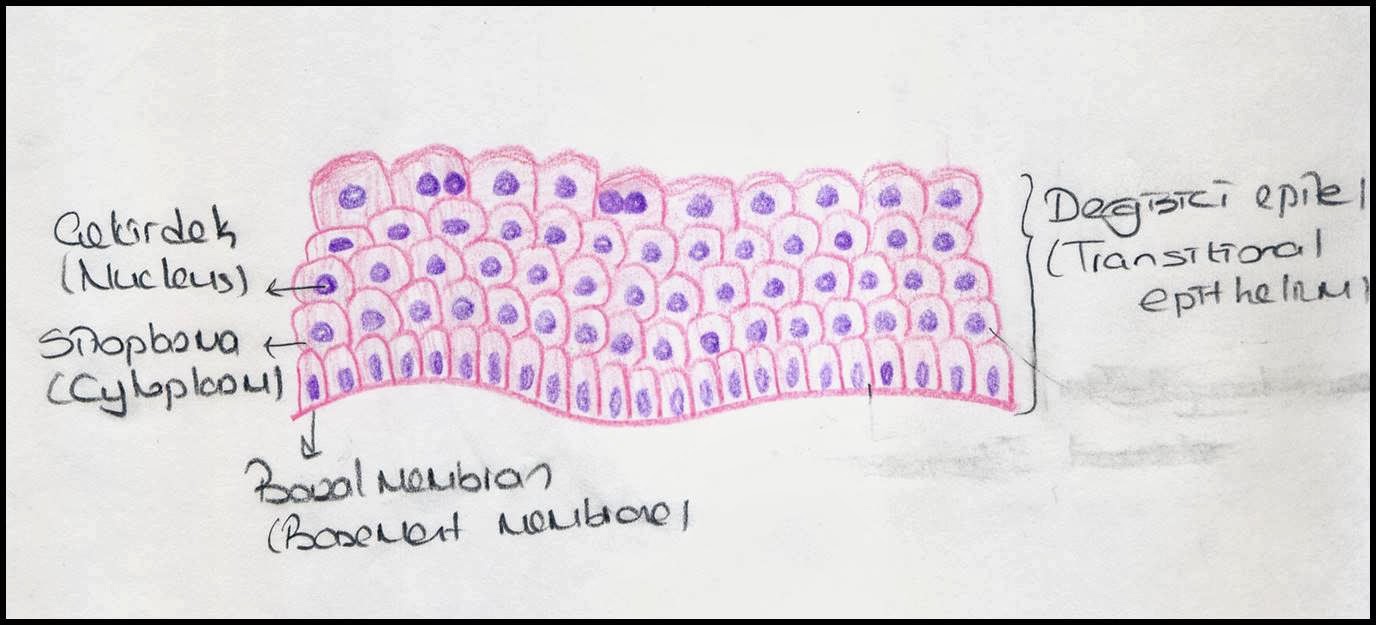 Çekirdek
(Nucleus)
Sitoplazma
(Cytoplasm)
Bazal membran
(Basement membrane)
Değişici epitel
(Transitional
epithelium)